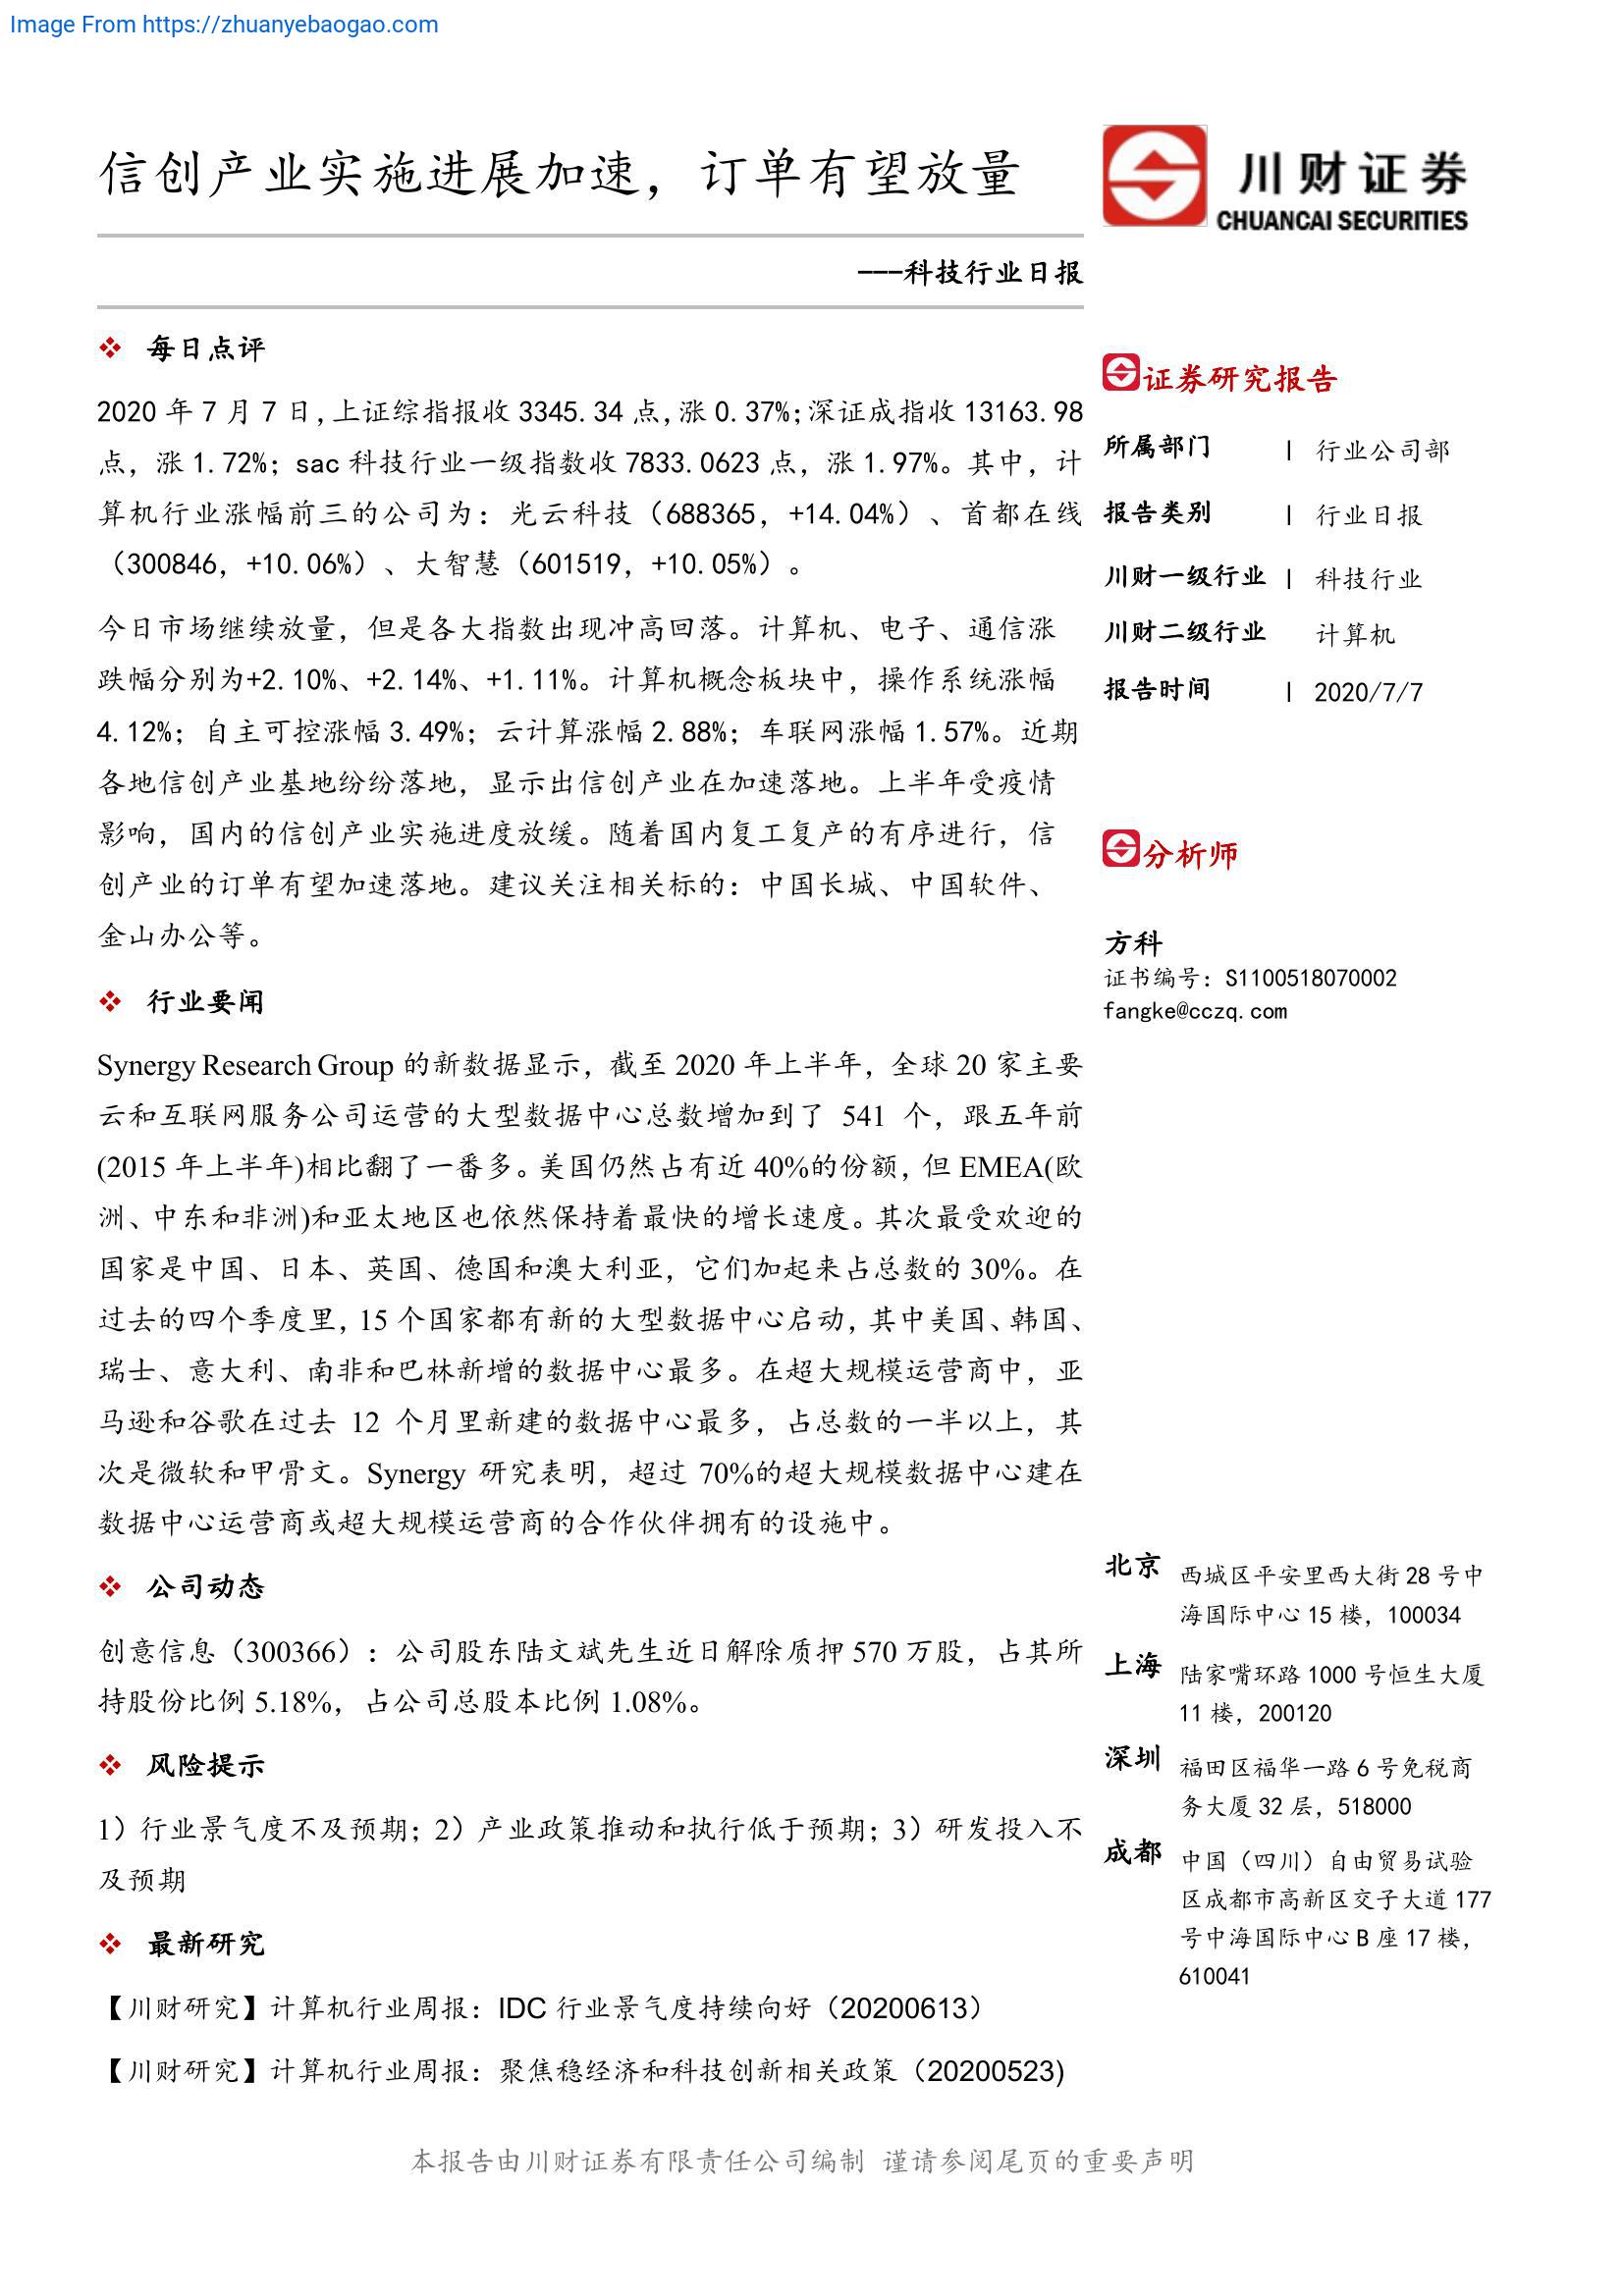 Image From https://zhuanyebaogao.com
信创产业实施进展加速，订单有望放量
川财证券
CHUANCAI SECURITIES
---科技行业日报
❖ 每日点评
2020 年 7 月 7 日，上证综指报收 3345.34 点，涨 0.37%；深证成指收 13163.98
点，涨 1.72%；sac 科技行业一级指数收 7833.0623 点，涨 1.97%。其中，计
算机行业涨幅前三的公司为：光云科技（688365，+14.04%）、首都在线
（300846，+10.06%）、大智慧（601519，+10.05%）。
今日市场继续放量，但是各大指数出现冲高回落。计算机、电子、通信涨
跌幅分别为+2.10%、+2.14%、+1.11%。计算机概念板块中，操作系统涨幅
4.12%；自主可控涨幅 3.49%；云计算涨幅 2.88%；车联网涨幅 1.57%。近期
各地信创产业基地纷纷落地，显示出信创产业在加速落地。上半年受疫情
影响，国内的信创产业实施进度放缓。随着国内复工复产的有序进行，信
创产业的订单有望加速落地。建议关注相关标的：中国长城、中国软件、
金山办公等。
❖ 行业要闻
Synergy Research Group 的新数据显示，截至 2020 年上半年，全球 20 家主要
云和互联网服务公司运营的大型数据中心总数增加到了 541 个，跟五年前
(2015 年上半年)相比翻了一番多。美国仍然占有近 40%的份额，但 EMEA(欧
洲、中东和非洲)和亚太地区也依然保持着最快的增长速度。其次最受欢迎的
国家是中国、日本、英国、德国和澳大利亚，它们加起来占总数的 30%。在
过去的四个季度里，15 个国家都有新的大型数据中心启动，其中美国、韩国、
瑞士、意大利、南非和巴林新增的数据中心最多。在超大规模运营商中，亚
马逊和谷歌在过去 12 个月里新建的数据中心最多，占总数的一半以上，其
次是微软和甲骨文。Synergy 研究表明，超过 70%的超大规模数据中心建在
数据中心运营商或超大规模运营商的合作伙伴拥有的设施中。
❖ 公司动态
创意信息（300366）：公司股东陆文斌先生近日解除质押 570 万股，占其所
持股份比例 5.18%，占公司总股本比例 1.08%。
❖ 风险提示
1）行业景气度不及预期；2）产业政策推动和执行低于预期；3）研发投入不
及预期
❖ 最新研究
【川财研究】计算机行业周报：IDC 行业景气度持续向好（20200613）
【川财研究】计算机行业周报：聚焦稳经济和科技创新相关政策（20200523)
证券研究报告
所属部门 | 行业公司部
报告类别 | 行业日报
川财一级行业 | 科技行业
川财二级行业 计算机
报告时间 | 2020/7/7
分析师
方科
证书编号：S1100518070002
fangke@cczq.com
北京 西城区平安里西大街 28 号中
海国际中心 15 楼，100034
上海 陆家嘴环路 1000 号恒生大厦
11 楼，200120
深圳 福田区福华一路 6 号免税商
务大厦 32 层，518000
成都 中国（四川）自由贸易试验
区成都市高新区交子大道 177
号中海国际中心 B 座 17 楼，
610041
本报告由川财证券有限责任公司编制 谨请参阅尾页的重要声明